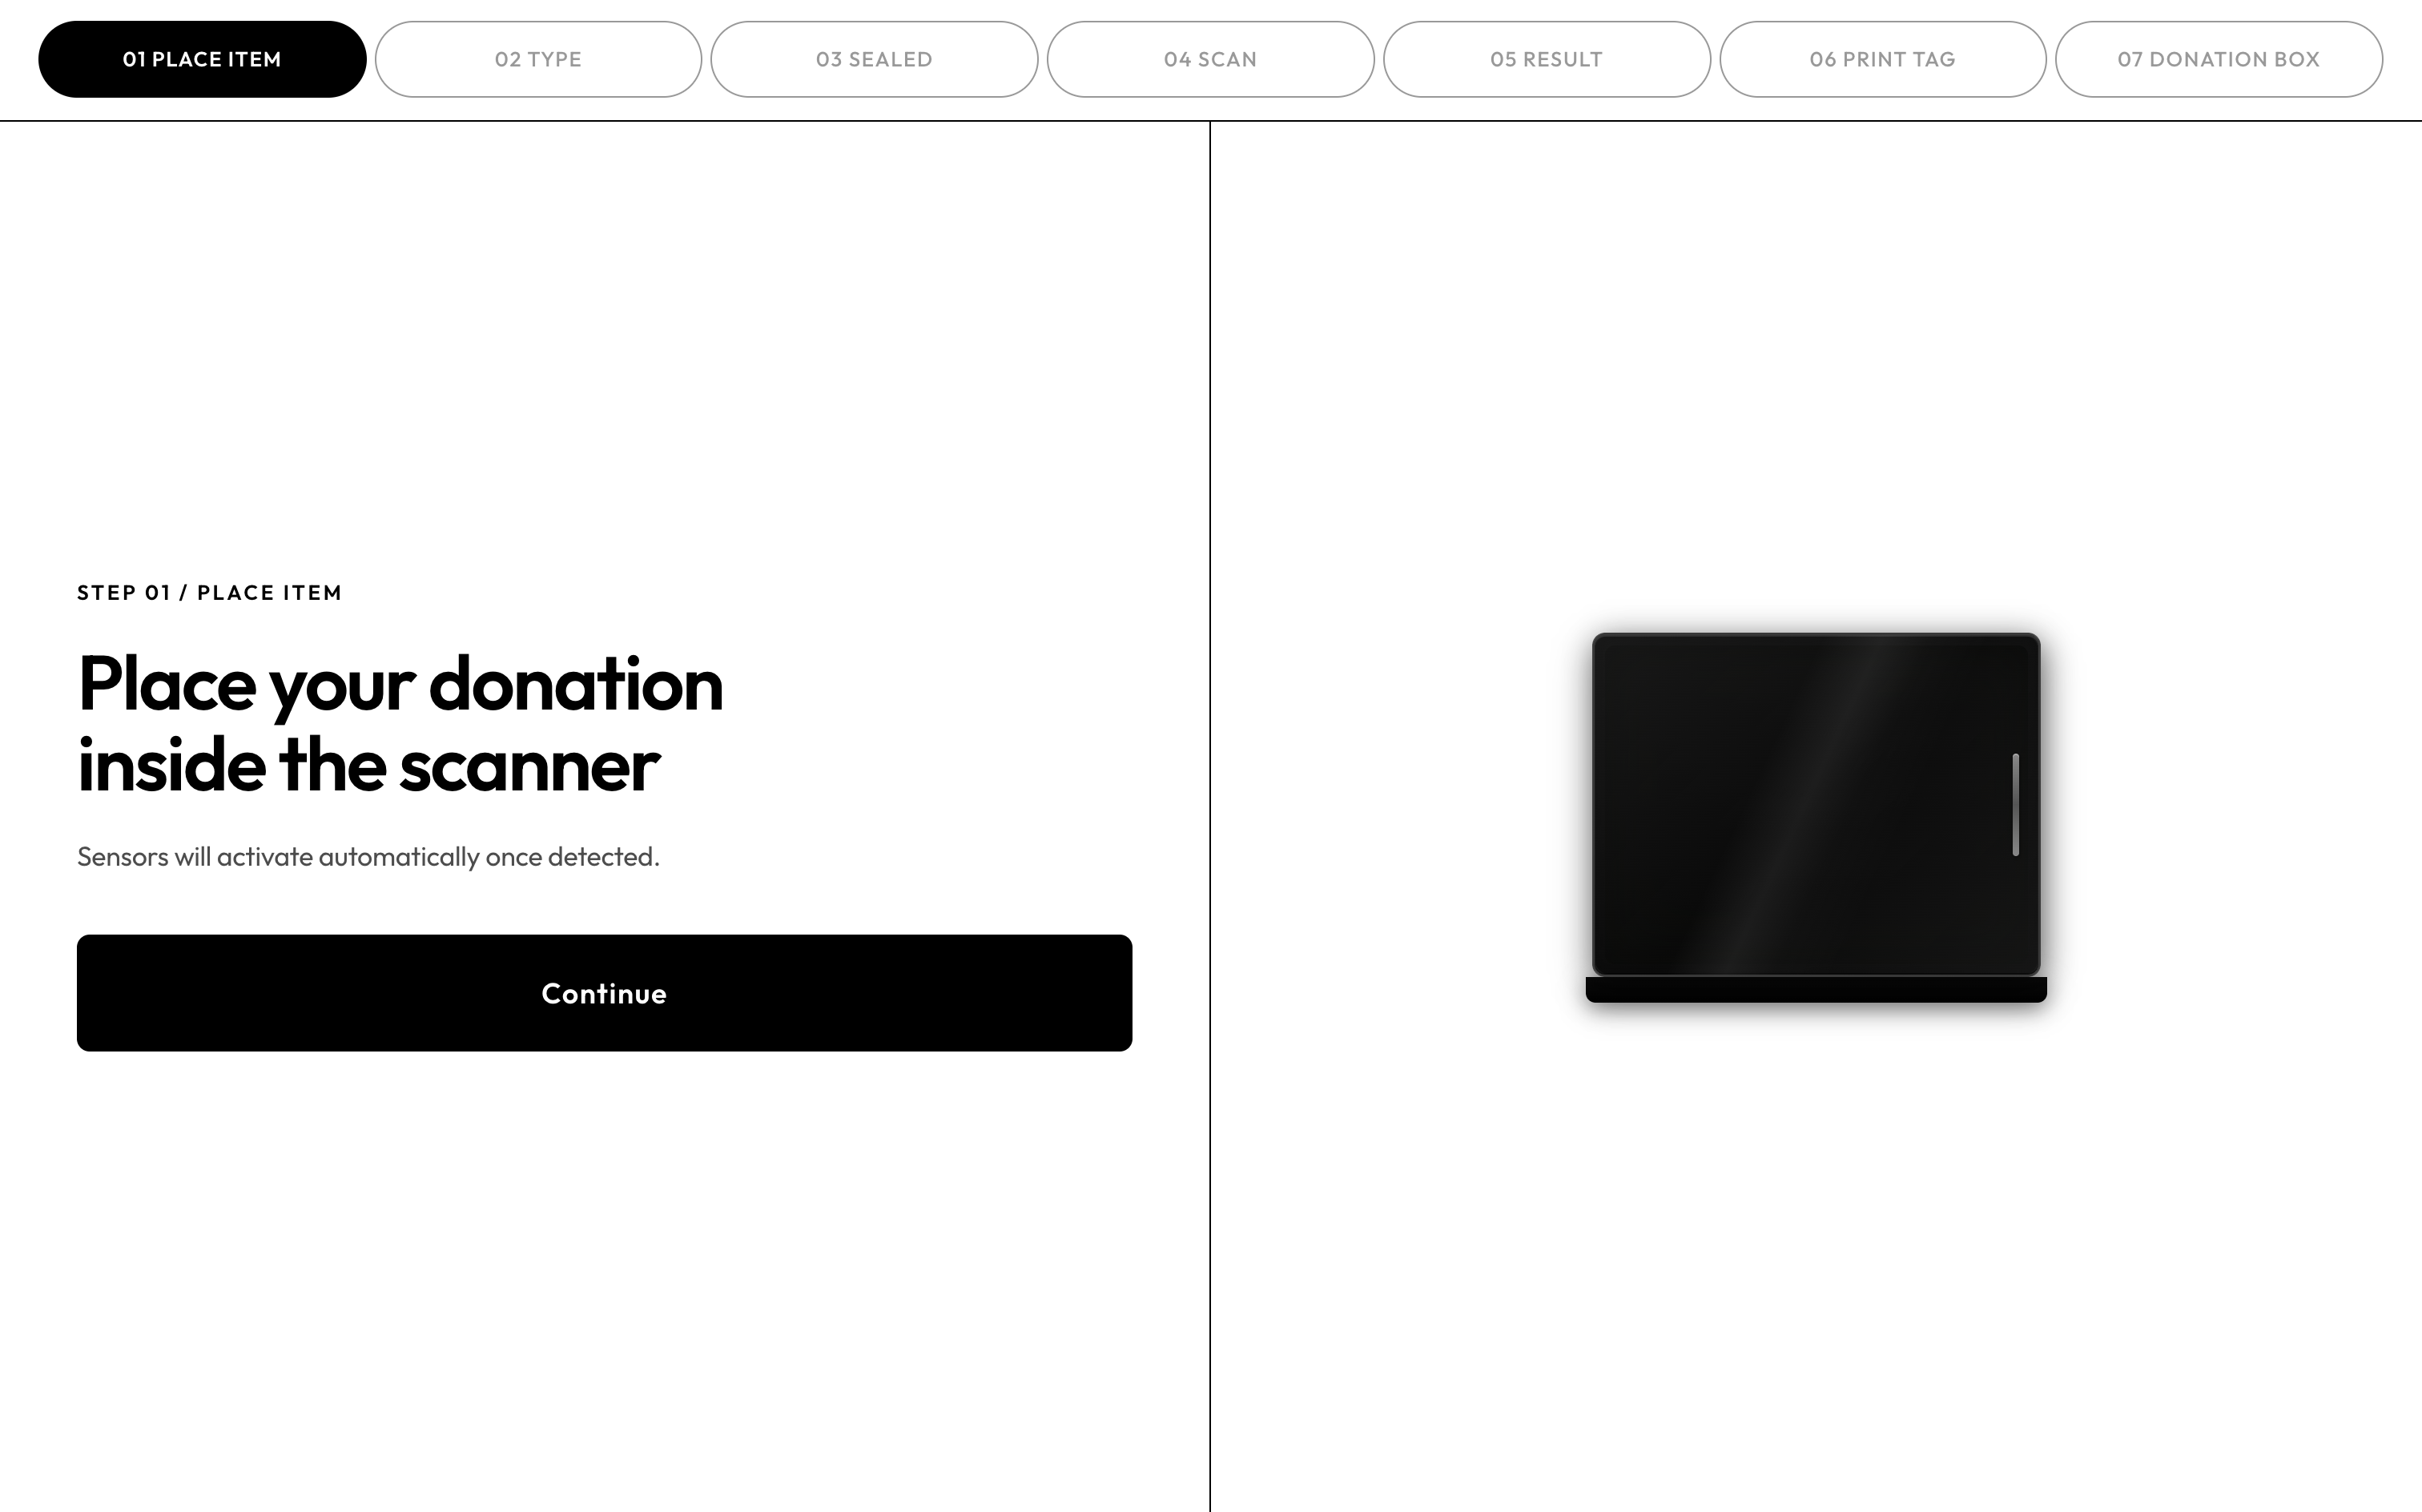 01 PLACE ITEM
02 TYPE
03 SEALED
04 SCAN
05 RESULT
06 PRINT TAG
07 DONATION BOX
STEP 01 / PLACE ITEM
Place your donation
inside the scanner
Sensors will activate automatically once detected.
Continue